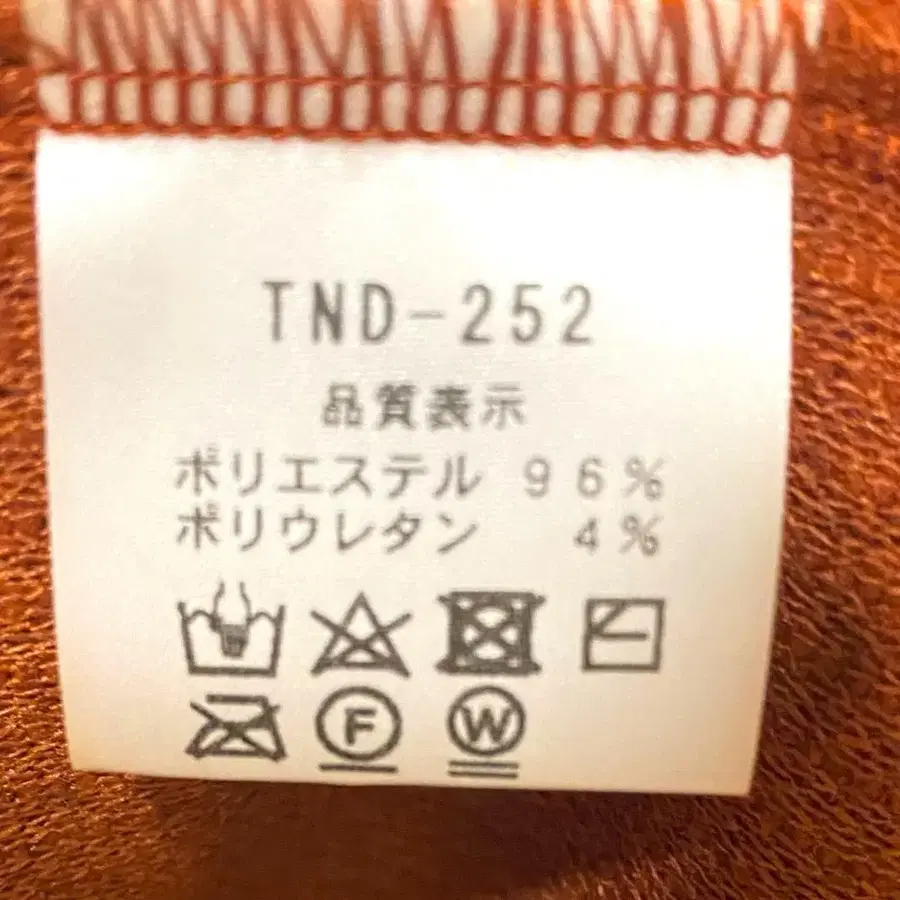 TND-252
品質表示
ポリエステル 96%
ポリウレタン 4%
F W